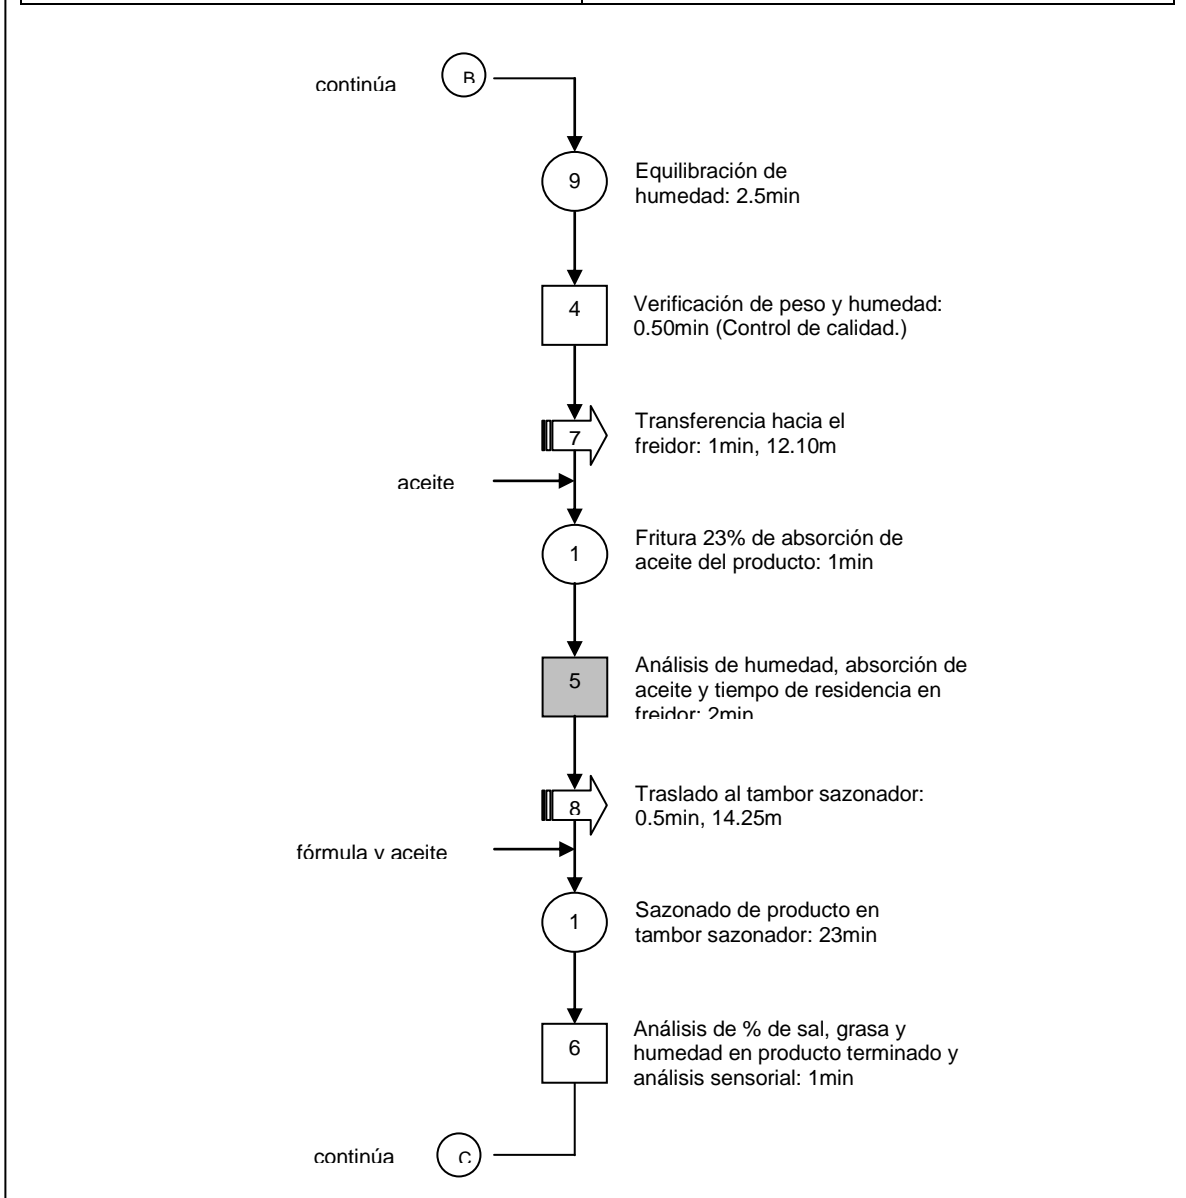 continúa
B
9
Equilibración de
humedad: 2.5min
4
Verificación de peso y humedad:
0.50min (Control de calidad.)
7
Transferencia hacia el
freidor: 1min, 12.10m
aceite
1
Fritura 23% de absorción de
aceite del producto: 1min
5
Análisis de humedad, absorción de
aceite y tiempo de residencia en
freidor: 2min
8
Traslado al tambor sazonador:
0.5min, 14.25m
fórmula y aceite
1
Sazonado de producto en
tambor sazonador: 23min
6
Análisis de % de sal, grasa y
humedad en producto terminado y
análisis sensorial: 1min
continúa
C